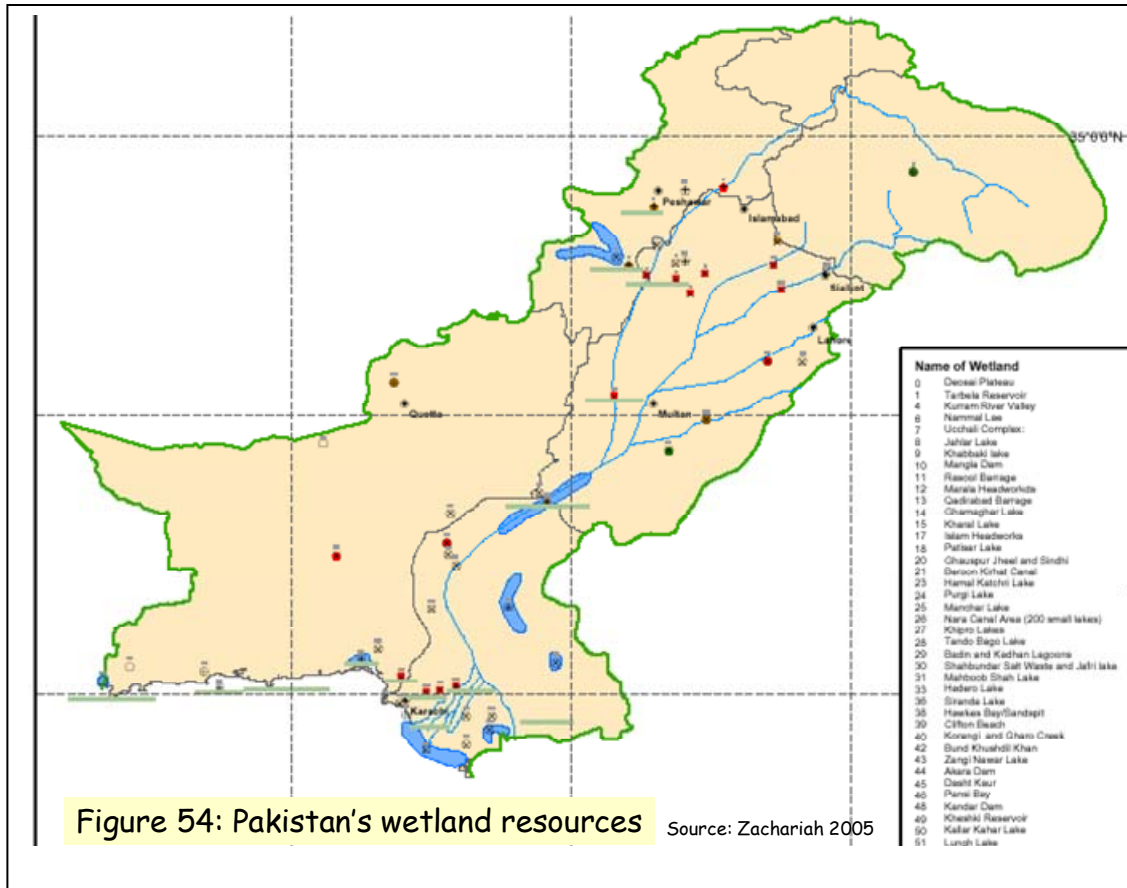 35°0'0"N
Peshawar
Islamabad
Sialkot
Lahore
Quetta
Multan
Karachi
Name of Wetland
0 Deosai Plateau
1 Tarbela Reservoir
4 Kurram River Valley
6 Nammal Lee
7 Ucchali Complex:
8 Jahlar Lake
9 Khabbaki lake
10 Mangla Dam
11 Rasool Barrage
12 Marala Headworkds
13 Qadirabad Barrage
14 Gharnaghar Lake
15 Kharal Lake
17 Islam Headworks
18 Patisar Lake
20 Ghauspur Jheel and Sindhi
21 Beroon Kirhat Canal
23 Hamal Katchri Lake
24 Purgi Lake
25 Manchar Lake
26 Nara Canal Area (200 small lakes)
27 Khipro Lakes
28 Tando Bago Lake
29 Badin and Kadhan Lagoons
30 Shahbundar Salt Waste and Jafri lake
31 Mahboob Shah Lake
33 Hadero Lake
36 Siranda Lake
38 Hawkes Bay/Sandspit
39 Clifton Beach
40 Korangi and Gharo Creek
42 Bund Khushdil Khan
43 Zangi Nawar Lake
44 Akara Dam
45 Dasht Kaur
46 Pansi Bay
48 Kandar Dam
49 Kheshki Reservoir
50 Kallar Kahar Lake
51 Lungh Lake
Figure 54: Pakistan's wetland resources
Source: Zachariah 2005